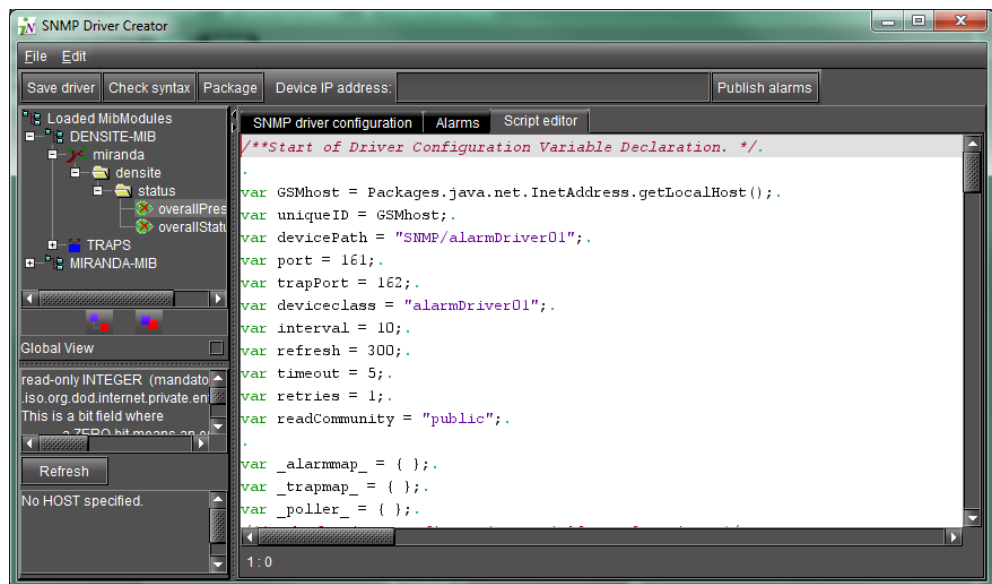 SNMP Driver Creator
File Edit
Save driver Check syntax Package Device IP address: Publish alarms
Loaded MibModules
DENSITE-MIB
miranda
densite
status
overallPres
overallStatu
TRAPS
MIRANDA-MIB
Global View
read-only INTEGER (mandato
.iso.org.dod.internet.private.en
This is a bit field where
a ZERO bit means an
Refresh
No HOST specified.
SNMP driver configuration Alarms Script editor
/**Start of Driver Configuration Variable Declaration. */.
.
var GSMhost = Packages.java.net.InetAddress.getLocalHost();.
var uniqueID = GSMhost;.
var devicePath = "SNMP/alarmDriver01";.
var port = 161;.
var trapPort = 162;.
var deviceclass = "alarmDriver01";.
var interval = 10;.
var refresh = 300;.
var timeout = 5;.
var retries = 1;.
var readCommunity = "public";.
.
var _alarmmap_ = { };.
var _trapmap_ = { };.
var _poller_ = { };.
1:0